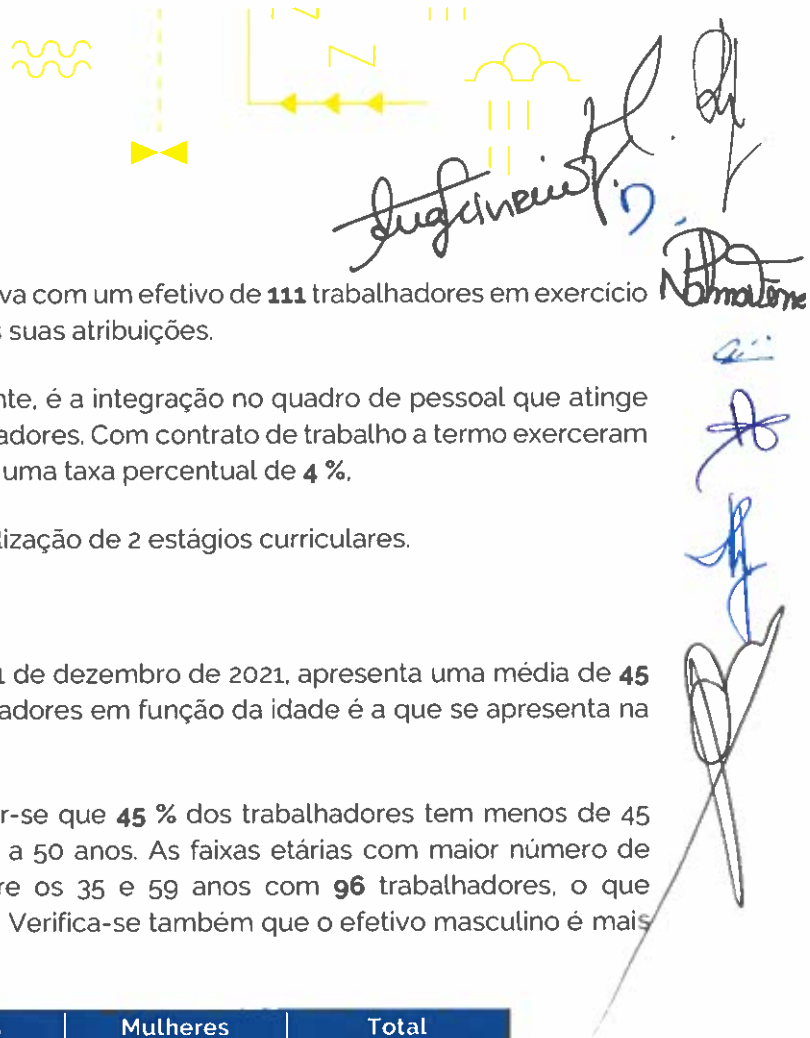 va com um efetivo de 111 trabalhadores em exercício
s suas atribuições.
nte, é a integração no quadro de pessoal que atinge
adores. Com contrato de trabalho a termo exerceram
uma taxa percentual de 4 %,
lização de 2 estágios curriculares.
1 de dezembro de 2021, apresenta uma média de 45
adores em função da idade é a que se apresenta na
r-se que 45 % dos trabalhadores tem menos de 45
a 50 anos. As faixas etárias com maior número de
re os 35 e 59 anos com 96 trabalhadores, o que
Verifica-se também que o efetivo masculino é mais
Mulheres Total